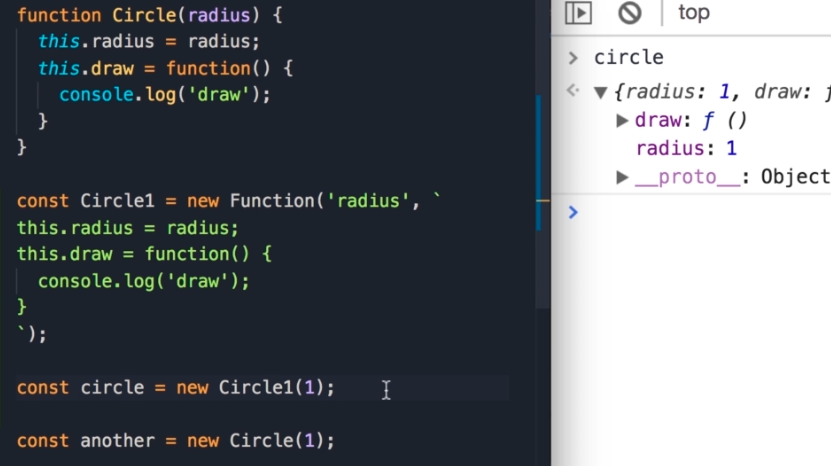 function Circle(radius) {
this.radius = radius;
this.draw = function() {
console.log('draw');
}
}
const Circle1 = new Function('radius', `
this.radius = radius;
this.draw = function() {
console.log('draw');
}
`);
const circle = new Circle1(1);
const another = new Circle(1);
top
> circle
{radius: 1, draw: ƒ
draw: ƒ ()
radius: 1
__proto__: Object
>